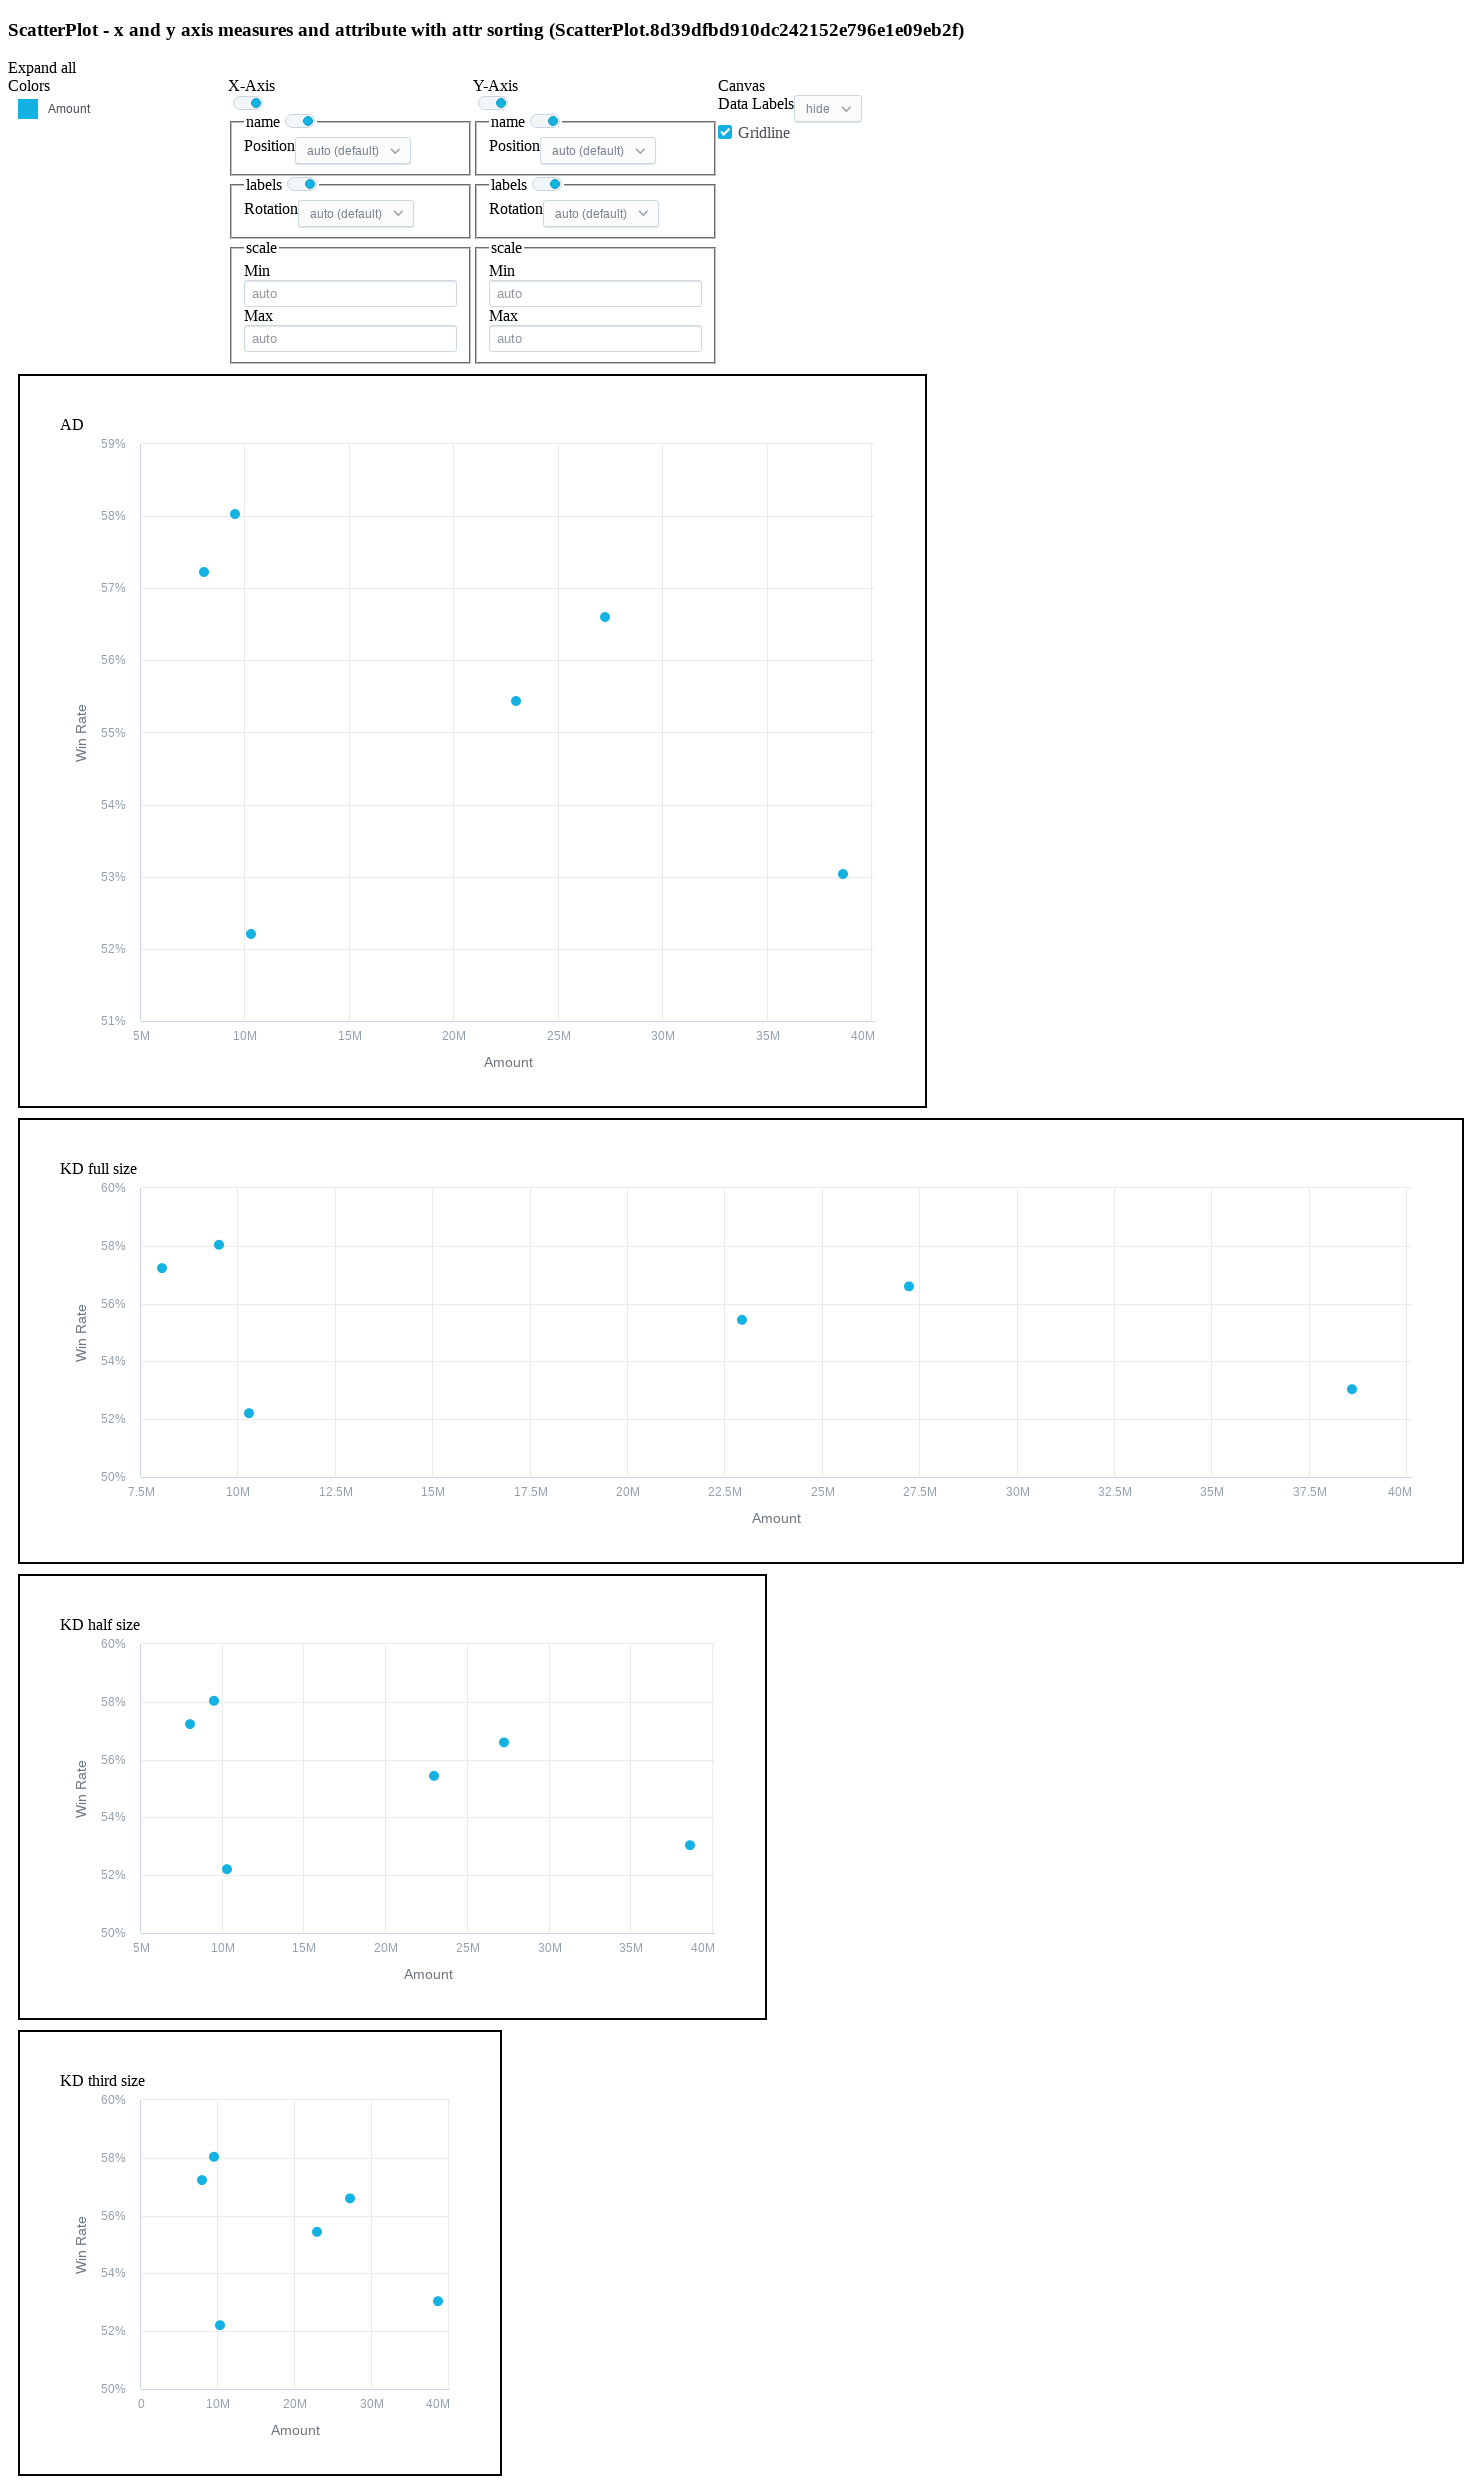 ScatterPlot - x and y axis measures and attribute with attr sorting (ScatterPlot.8d39dfbd910dc242152e796e1e09eb2f)
Expand all
Colors
Amount
X-Axis
name
Position auto (default)
labels
Rotation auto (default)
scale
Min
auto
Max
auto
Y-Axis
name
Position auto (default)
labels
Rotation auto (default)
scale
Min
auto
Max
auto
Canvas
Data Labels hide
Gridline
AD
59%
58%
57%
56%
55%
54%
53%
52%
51%
Win Rate
5M 10M 15M 20M 25M 30M 35M 40M
Amount
KD full size
60%
58%
56%
54%
52%
50%
Win Rate
7.5M 10M 12.5M 15M 17.5M 20M 22.5M 25M 27.5M 30M 32.5M 35M 37.5M 40M
Amount
KD half size
60%
58%
56%
54%
52%
50%
Win Rate
5M 10M 15M 20M 25M 30M 35M 40M
Amount
KD third size
60%
58%
56%
54%
52%
50%
Win Rate
0 10M 20M 30M 40M
Amount